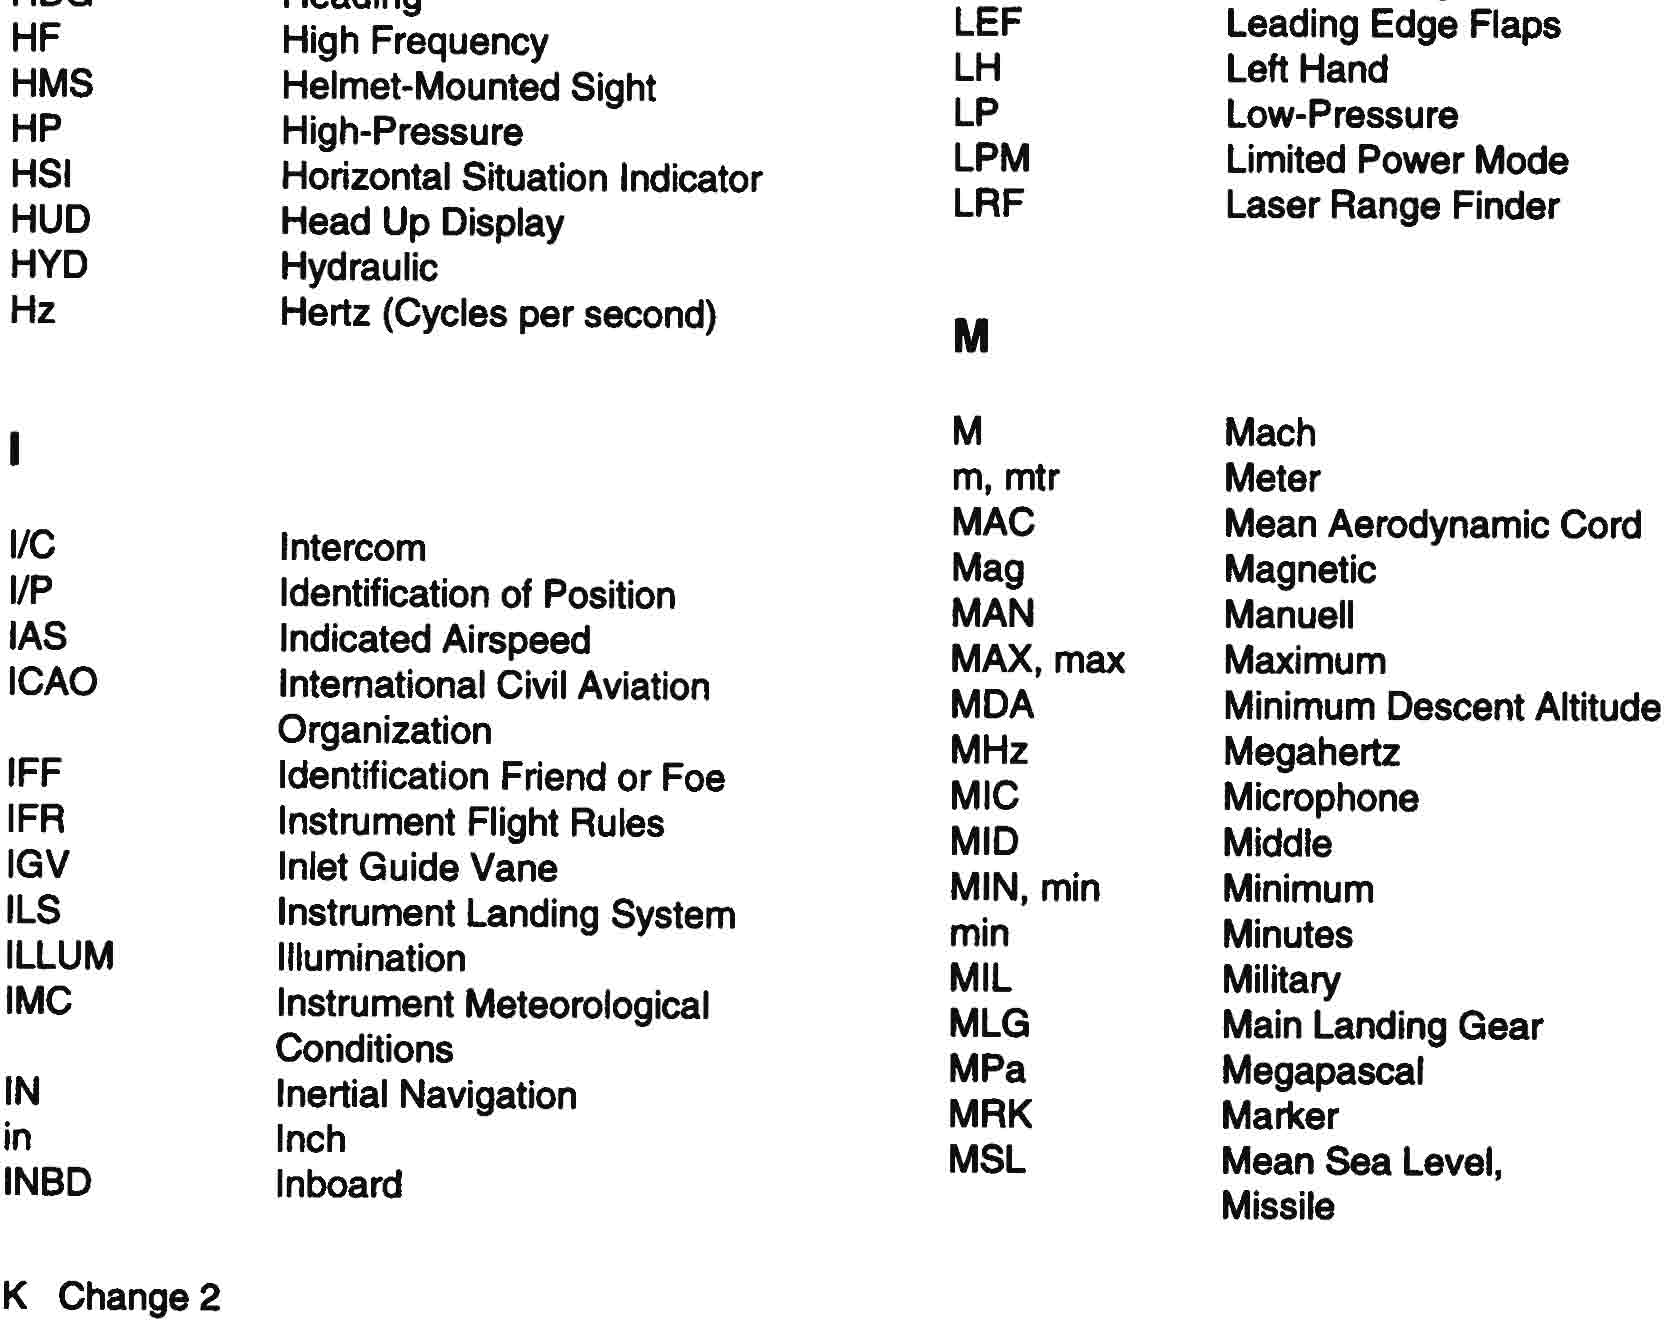 HDG Heading
HF High Frequency
HMS Helmet-Mounted Sight
HP High-Pressure
HSI Horizontal Situation Indicator
HUD Head Up Display
HYD Hydraulic
Hz Hertz (Cycles per second)
I
I/C Intercom
I/P Identification of Position
IAS Indicated Airspeed
ICAO International Civil Aviation
Organization
IFF Identification Friend or Foe
IFR Instrument Flight Rules
IGV Inlet Guide Vane
ILS Instrument Landing System
ILLUM Illumination
IMC Instrument Meteorological
Conditions
IN Inertial Navigation
in Inch
INBD Inboard
LEF Leading Edge Flaps
LH Left Hand
LP Low-Pressure
LPM Limited Power Mode
LRF Laser Range Finder
M
M Mach
m, mtr Meter
MAC Mean Aerodynamic Cord
Mag Magnetic
MAN Manuell
MAX, max Maximum
MDA Minimum Descent Altitude
MHz Megahertz
MIC Microphone
MID Middle
MIN, min Minimum
min Minutes
MIL Military
MLG Main Landing Gear
MPa Megapascal
MRK Marker
MSL Mean Sea Level,
Missile
K Change 2